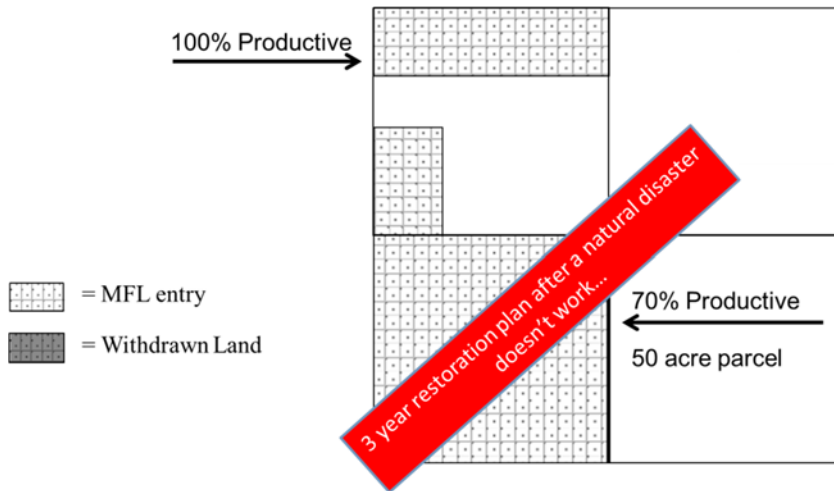 100% Productive
3 year restoration plan after a natural disaster
doesn't work...
= MFL entry
= Withdrawn Land
70% Productive
50 acre parcel